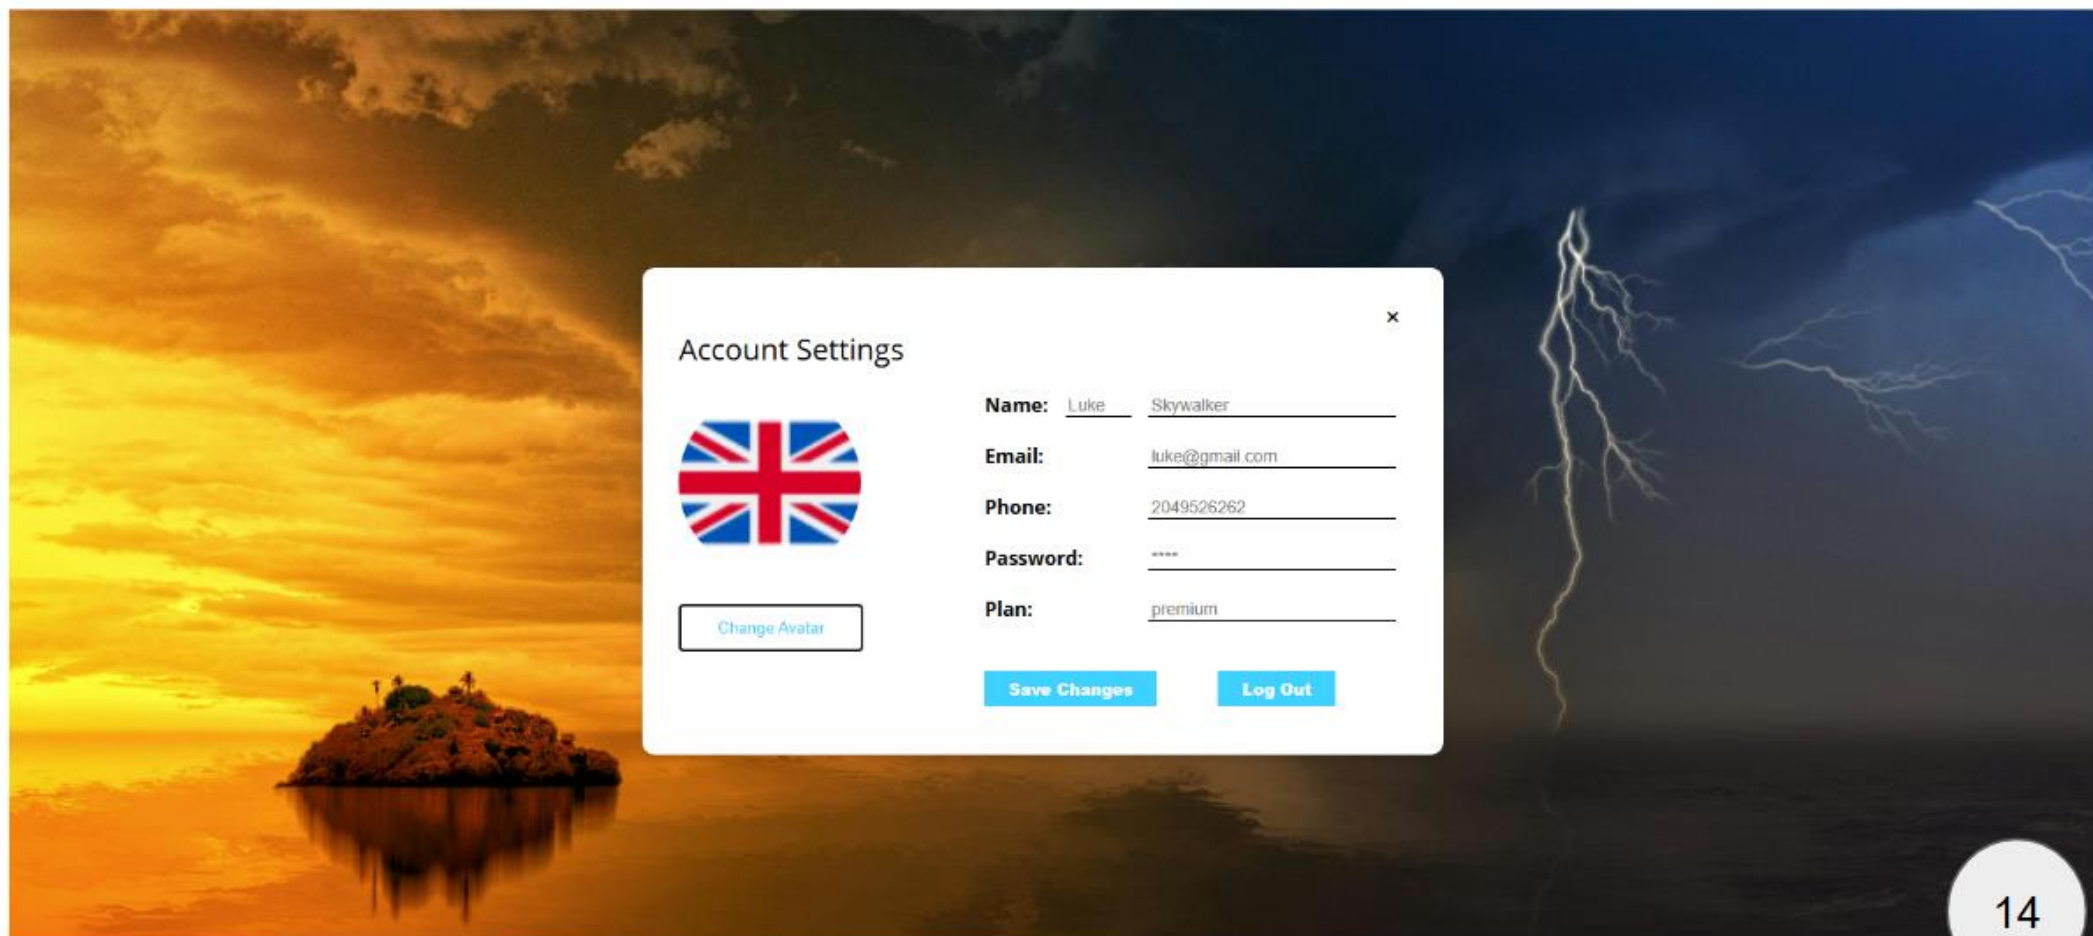 ×
Account Settings
Name: Luke Skywalker
Email: luke@gmail.com
Phone: 2049526262
Password: ****
Plan: premium
Change Avatar
Save Changes Log Out
14